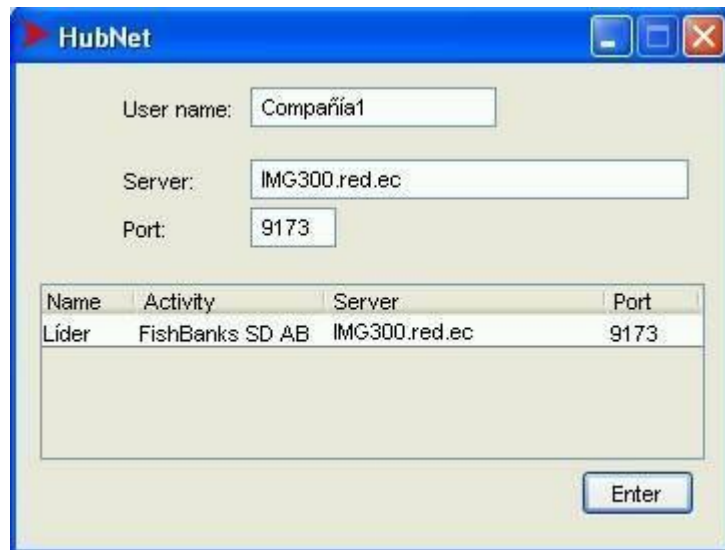 HubNet
User name: Compañía1
Server: IMG300.red.ec
Port: 9173
Name Activity Server Port
Líder FishBanks SD AB IMG300.red.ec 9173
Enter